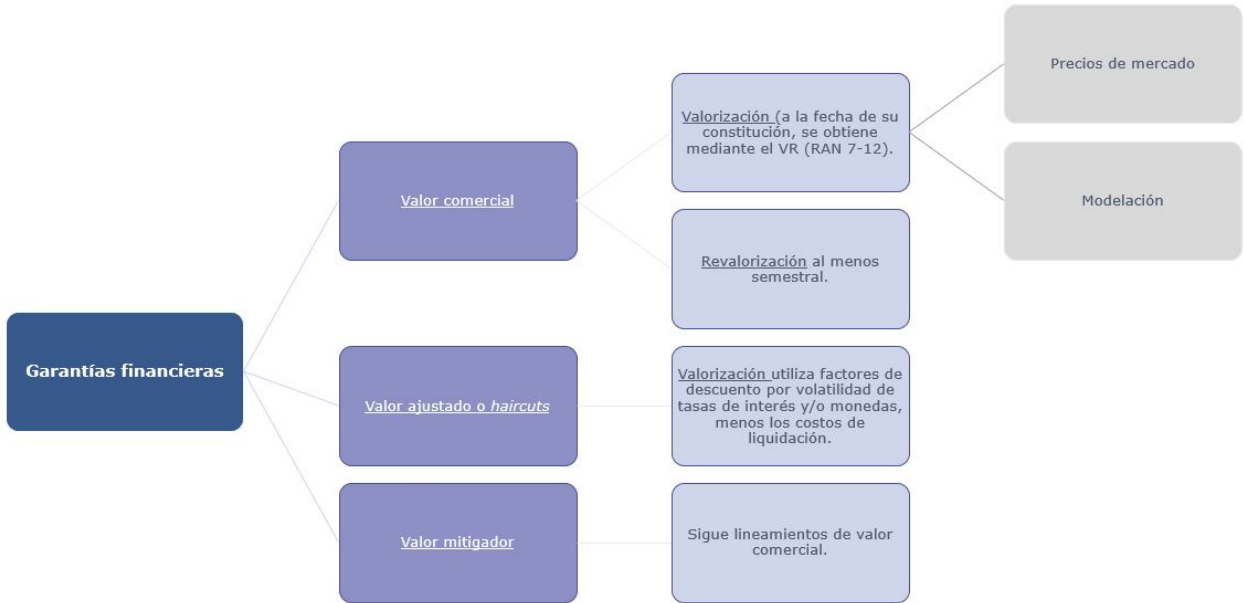 Garantías financieras
Valor comercial
Valorización (a la fecha de su
constitución, se obtiene
mediante el VR (RAN 7-12).
Precios de mercado
Modelación
Revalorización al menos
semestral.
Valor ajustado o haircuts
Valorización utiliza factores de
descuento por volatilidad de
tasas de interés y/o monedas,
menos los costos de
liquidación.
Valor mitigador
Sigue lineamientos de valor
comercial.